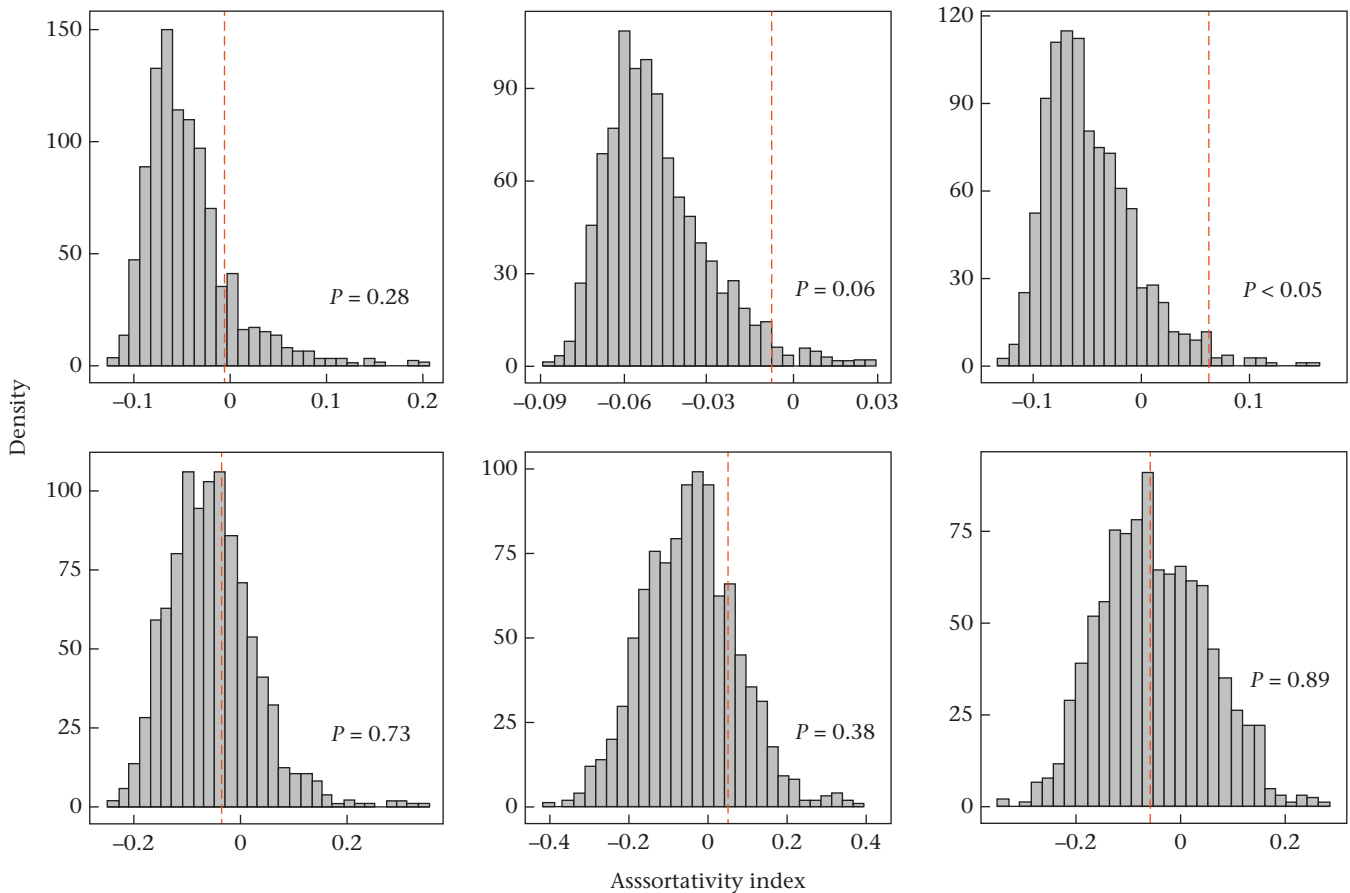 Density
150
100
50
0
P = 0.28
–0.1 0 0.1 0.2
90
60
30
0
P = 0.06
–0.09 –0.06 –0.03 0 0.03
120
90
60
30
0
P < 0.05
–0.1 0 0.1
100
75
50
25
0
P = 0.73
–0.2 0 0.2
100
75
50
25
0
P = 0.38
–0.4 –0.2 0 0.2 0.4
75
50
25
0
P = 0.89
–0.2 0 0.2
Asssortativity index